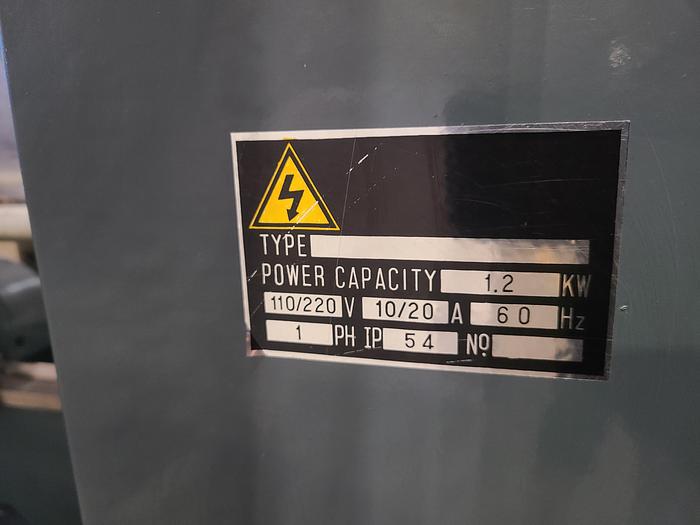 TYPE
POWER CAPACITY 1.2 KW
110/220 V 10/20 A 60 Hz
1 PH IP 54 Nº